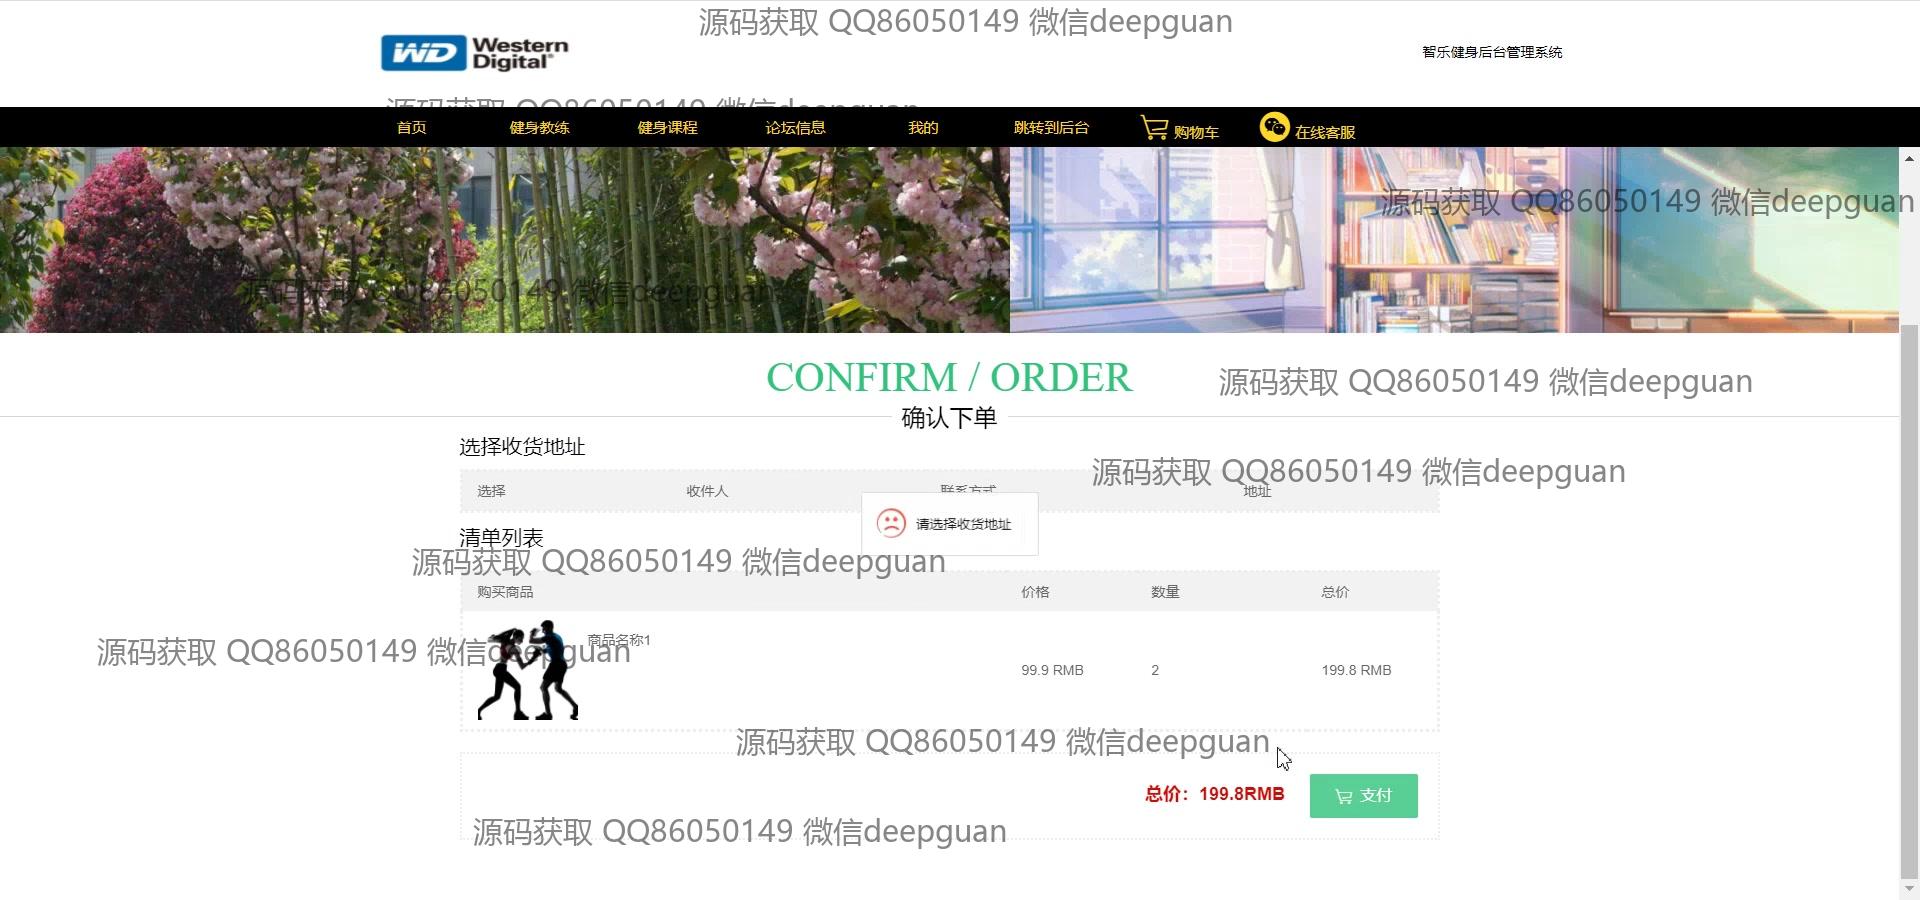 源码获取 QQ86050149 微信deepguan
WD Western Digital
智乐健身后台管理系统
源码获取 QQ86050149 微信deepguan
首页 健身教练 健身课程 论坛信息 我的 跳转到后台 购物车 在线客服
源码获取 QQ86050149 微信deepguan
源码获取 QQ86050149 微信deepguan
CONFIRM / ORDER
源码获取 QQ86050149 微信deepguan
确认下单
选择收货地址
源码获取 QQ86050149 微信deepguan
选择 收件人 联系方式 地址
请选择收货地址
清单列表
源码获取 QQ86050149 微信deepguan
购买商品 价格 数量 总价
商品名称1
源码获取 QQ86050149 微信deepguan
99.9 RMB 2 199.8 RMB
源码获取 QQ86050149 微信deepguan
总价：199.8RMB 支付
源码获取 QQ86050149 微信deepguan